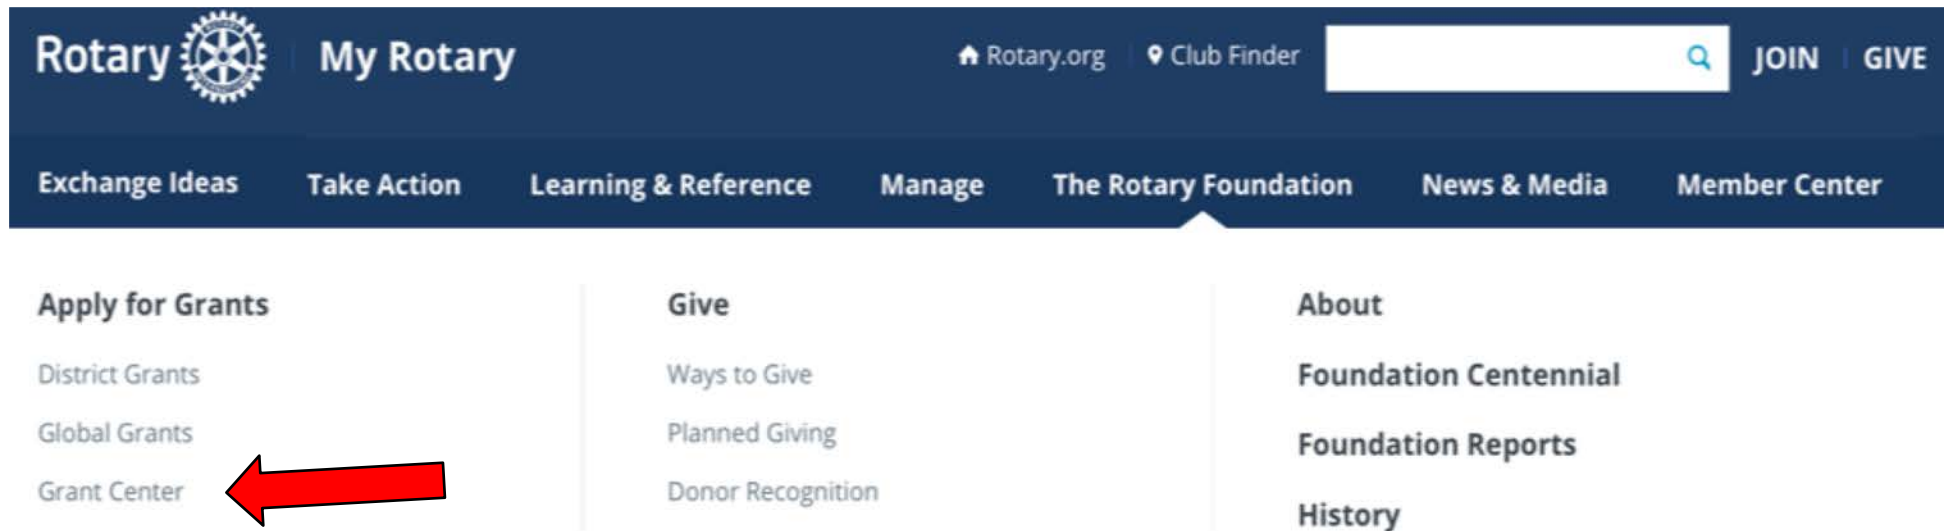 Rotary My Rotary Rotary.org Club Finder JOIN GIVE
Exchange Ideas Take Action Learning & Reference Manage The Rotary Foundation News & Media Member Center
Apply for Grants
District Grants
Global Grants
Grant Center
Give
Ways to Give
Planned Giving
Donor Recognition
About
Foundation Centennial
Foundation Reports
History